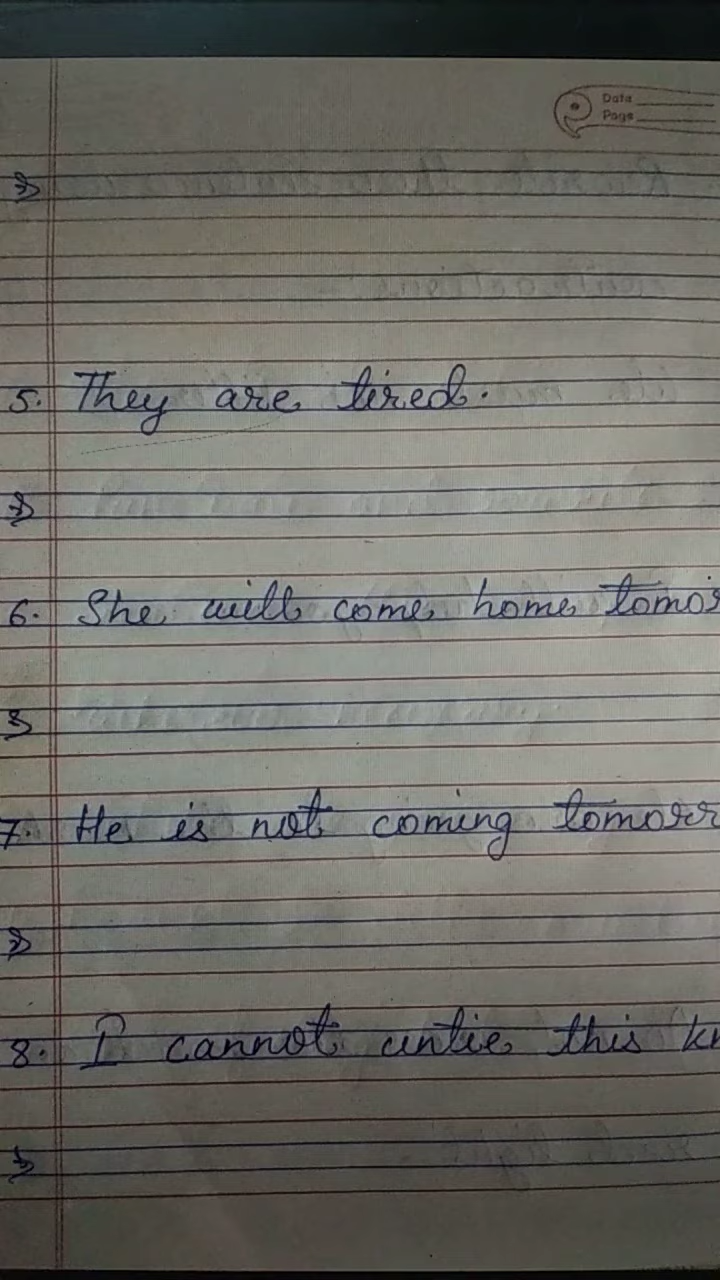 Data
Page
5. They are tired.
6. She will come home
7. He is not coming
8. I cannot untie this